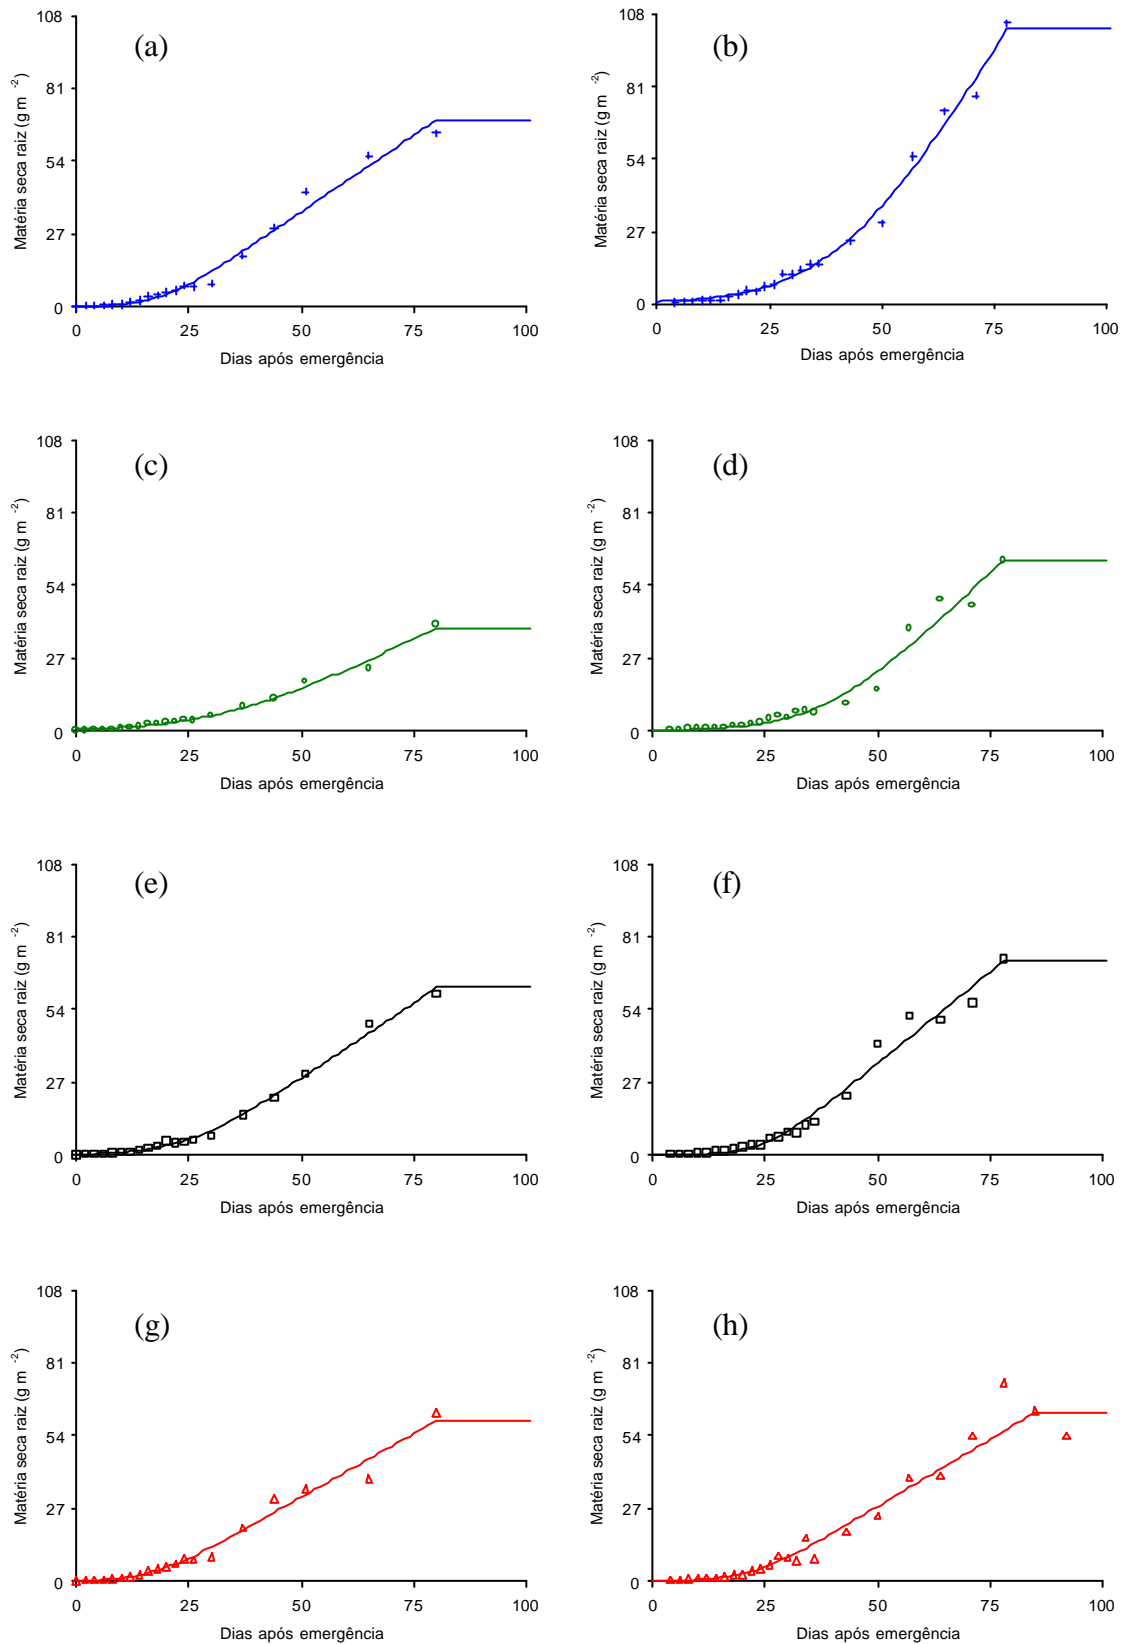 (a)
Matéria seca raiz (g m -2)
108
81
54
27
0
0 25 50 75 100
Dias após emergência
(b)
Matéria seca raiz (g m -2)
108
81
54
27
0
0 25 50 75 100
Dias após emergência
(c)
Matéria seca raiz (g m -2)
108
81
54
27
0
0 25 50 75 100
Dias após emergência
(d)
Matéria seca raiz (g m -2)
108
81
54
27
0
0 25 50 75 100
Dias após emergência
(e)
Matéria seca raiz (g m -2)
108
81
54
27
0
0 25 50 75 100
Dias após emergência
(f)
Matéria seca raiz (g m -2)
108
81
54
27
0
0 25 50 75 100
Dias após emergência
(g)
Matéria seca raiz (g m -2)
108
81
54
27
0
0 25 50 75 100
Dias após emergência
(h)
Matéria seca raiz (g m -2)
108
81
54
27
0
0 25 50 75 100
Dias após emergência